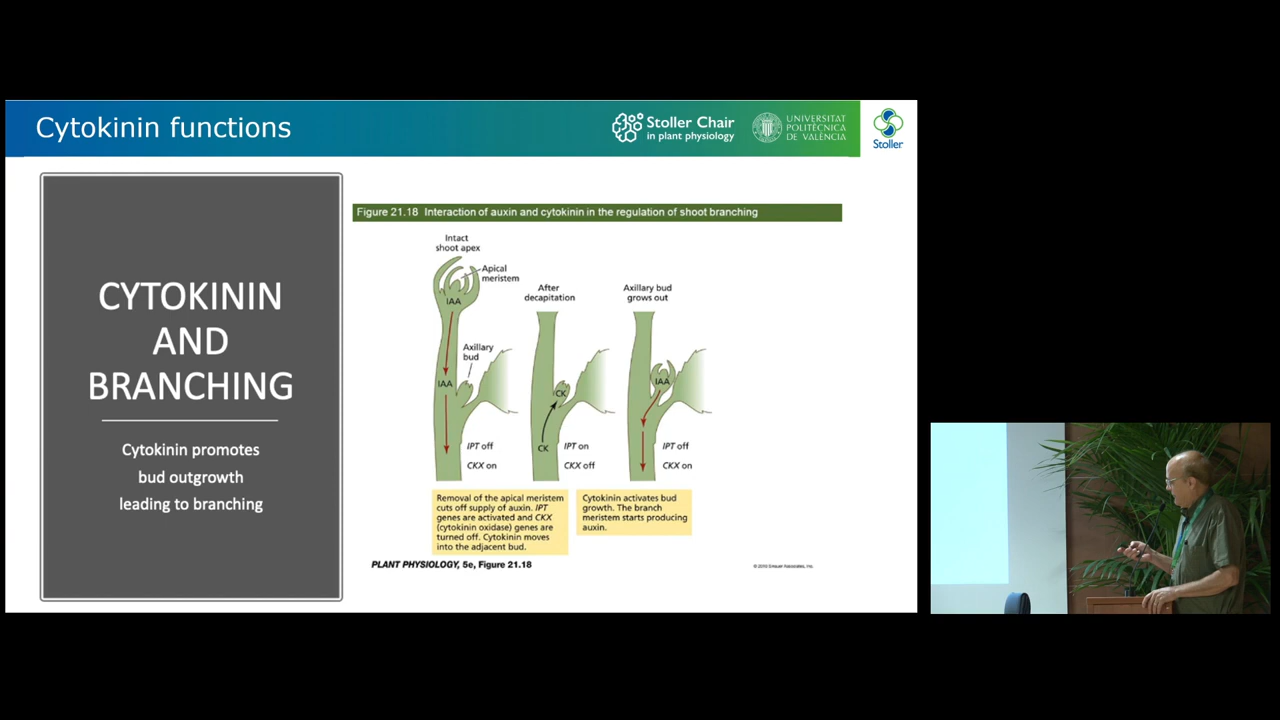 Cytokinin functions
Stoller Chair
in plant physiology
UNIVERSITAT
POLITÈCNICA
DE VALÈNCIA
Stoller
CYTOKININ
AND
BRANCHING
Cytokinin promotes
bud outgrowth
leading to branching
Figure 21.18 Interaction of auxin and cytokinin in the regulation of shoot branching
Intact
shoot apex
Apical
meristem
IAA
Axillary
bud
IAA
IPT off
CKX on
After
decapitation
CK
CK
IPT on
CKX off
Axillary bud
grows out
IAA
IPT off
CKX on
Removal of the apical meristem
cuts off supply of auxin. IPT
genes are activated and CKX
(cytokinin oxidase) genes are
turned off. Cytokinin moves
into the adjacent bud.
Cytokinin activates bud
growth. The branch
meristem starts producing
auxin.
PLANT PHYSIOLOGY, 5e, Figure 21.18
© 2010 Sinauer Associates, Inc.